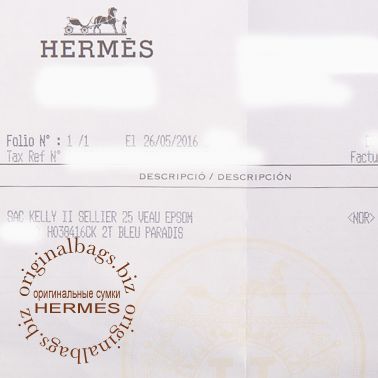 HERMÈS
Folio N° : 1 /1 El 26/05/2016
Tax Ref N°
Factu
DESCRIPCIÓ / DESCRIPCIÓN
SAC KELLY II SELLIER 25 VEAU EPSOM <NOR>
H038416CK 2T BLEU PARADIS
originalbags.biz
оригинальные сумки
HERMES
originalbags.biz